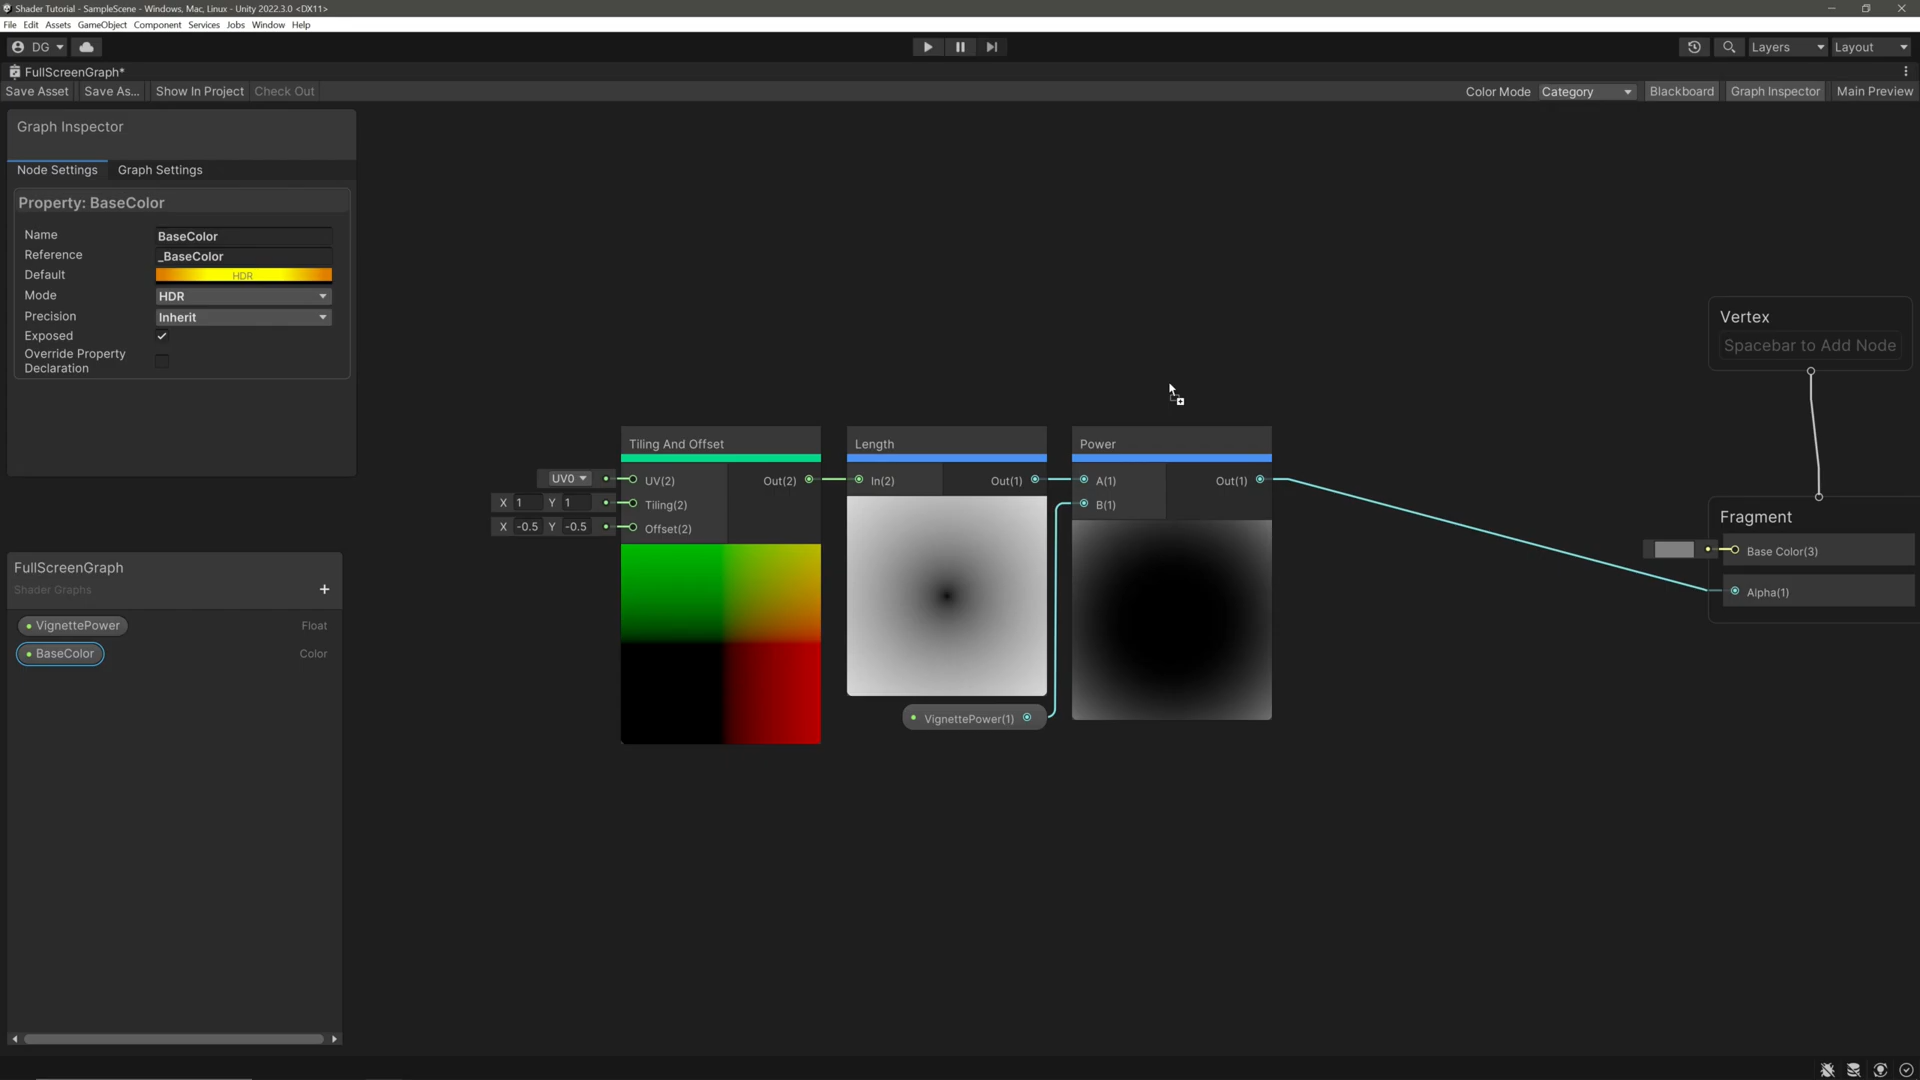 Shader Tutorial - SampleScene - Windows, Mac, Linux - Unity 2022.3.0 <DX11>
File Edit Assets GameObject Component Services Jobs Window Help
DG Layers Layout
FullScreenGraph*
Save Asset Save As... Show In Project Check Out Color Mode Category Blackboard Graph Inspector Main Preview
Graph Inspector
Node Settings Graph Settings
Property: BaseColor
Name BaseColor
Reference _BaseColor
Default HDR
Mode HDR
Precision Inherit
Exposed
Override Property
Declaration
FullScreenGraph
Shader Graphs
VignettePower Float
BaseColor Color
Tiling And Offset
UV0 UV(2) Out(2)
X 1 Y 1 Tiling(2)
X -0.5 Y -0.5 Offset(2)
Length
In(2) Out(1)
VignettePower(1)
Power
A(1) Out(1)
B(1)
Vertex
Spacebar to Add Node
Fragment
Base Color(3)
Alpha(1)